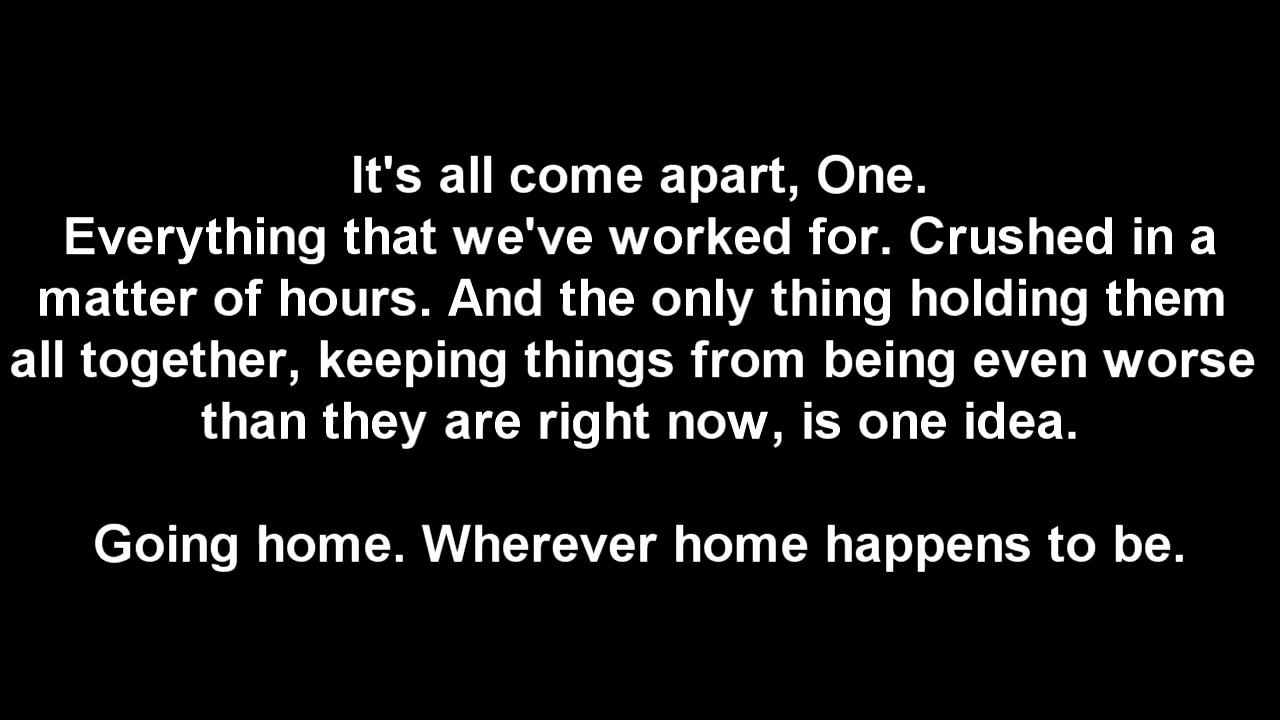 It's all come apart, One.
Everything that we've worked for. Crushed in a
matter of hours. And the only thing holding them
all together, keeping things from being even worse
than they are right now, is one idea.
Going home. Wherever home happens to be.